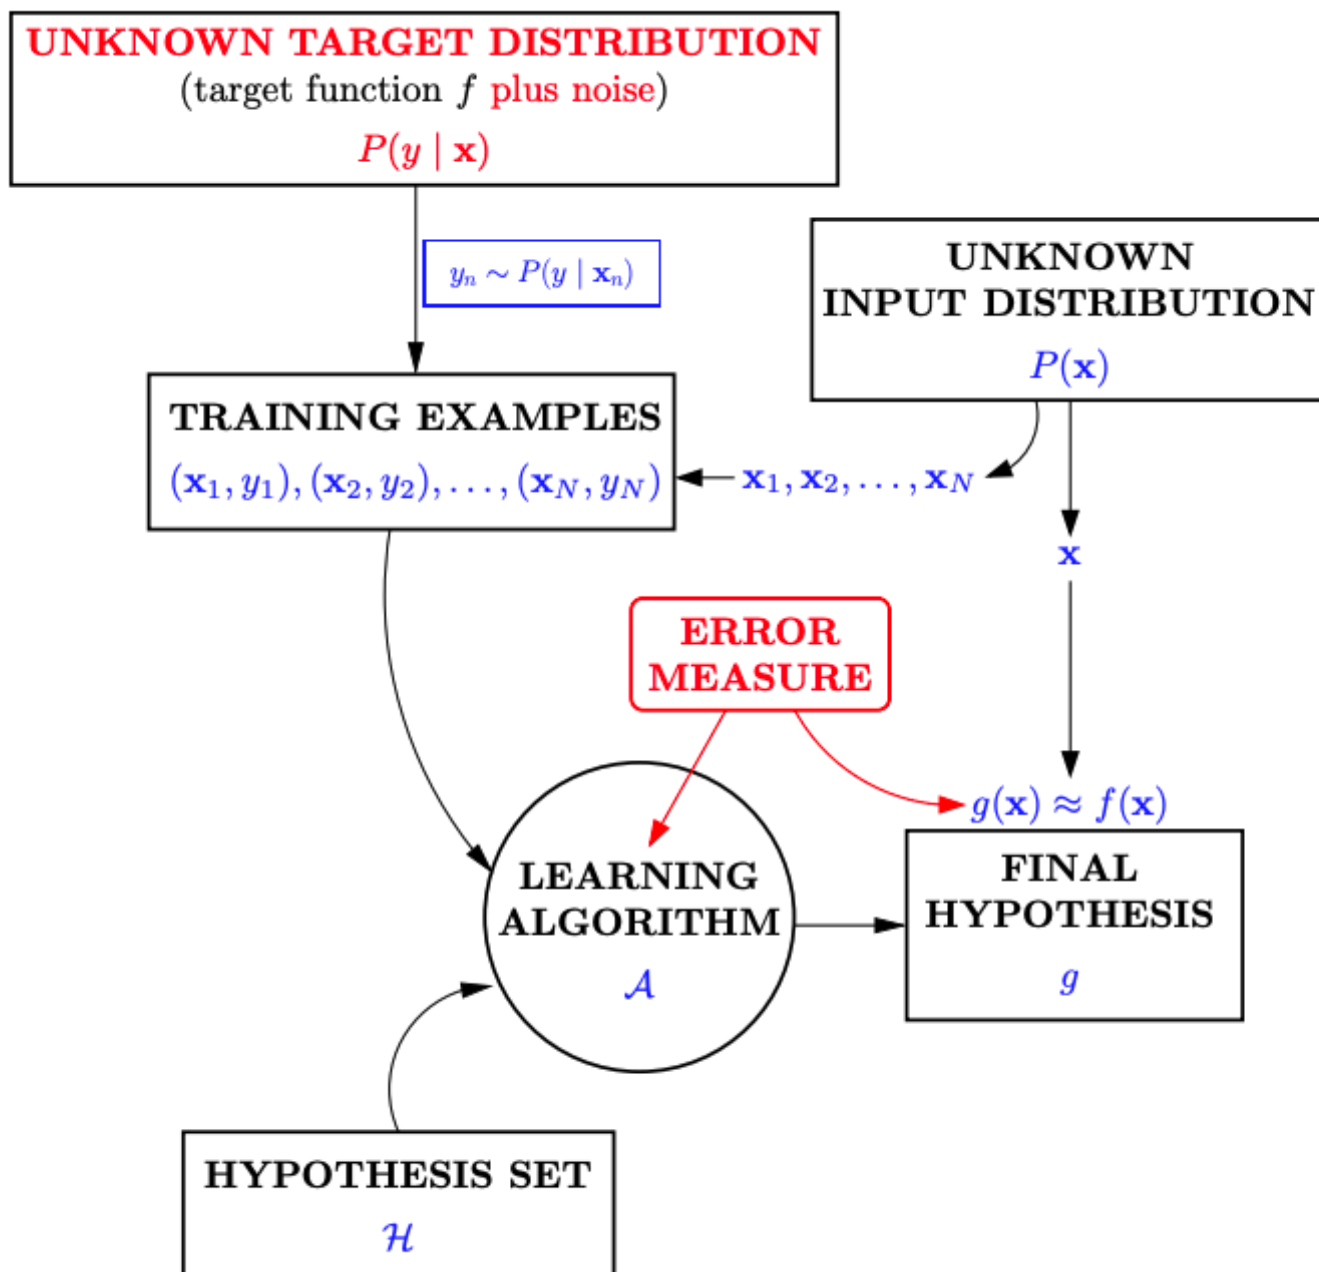 UNKNOWN TARGET DISTRIBUTION
(target function f plus noise)
P(y | x)
yₙ ∼ P(y | xₙ)
UNKNOWN
INPUT DISTRIBUTION
P(x)
TRAINING EXAMPLES
(x₁, y₁), (x₂, y₂), . . . , (x_N, y_N)
x₁, x₂, . . . , x_N
x
ERROR
MEASURE
g(x) ≈ f(x)
LEARNING
ALGORITHM
𝒜
FINAL
HYPOTHESIS
g
HYPOTHESIS SET
ℋ